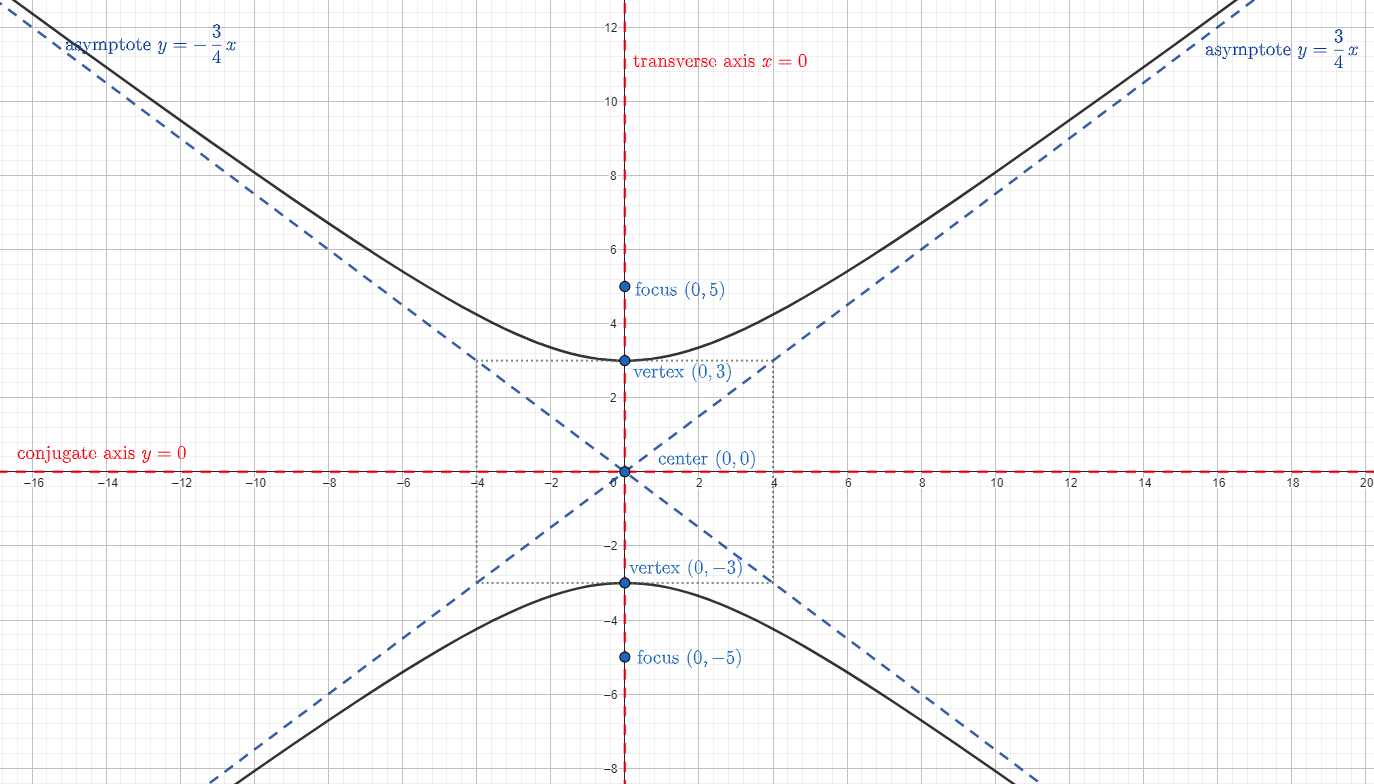 12
asymptote y = −3/4 x
asymptote y = 3/4 x
transverse axis x = 0
10
8
6
focus (0, 5)
4
vertex (0, 3)
2
conjugate axis y = 0
center (0, 0)
−16 −14 −12 −10 −8 −6 −4 −2 0 2 4 6 8 10 12 14 16 18 20
−2
vertex (0, −3)
−4
focus (0, −5)
−6
−8